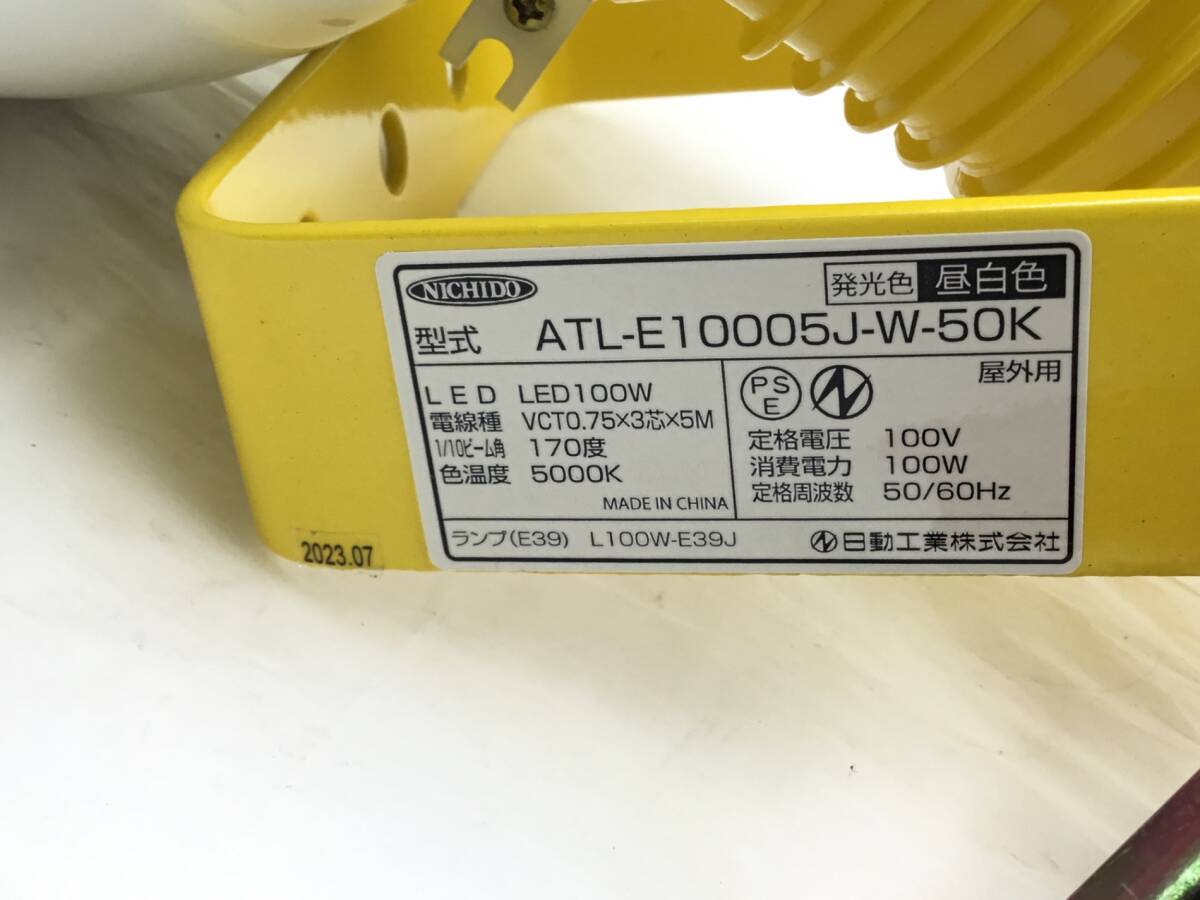 NICHIDO
発光色 昼白色
型式 ATL-E10005J-W-50K
屋外用
LED LED100W
電線種 VCT0.75×3芯×5M
1/10ビーム角 170度
色温度 5000K
MADE IN CHINA
PS
E
定格電圧 100V
消費電力 100W
定格周波数 50/60Hz
ランプ(E39) L100W-E39J
日動工業株式会社
2023.07